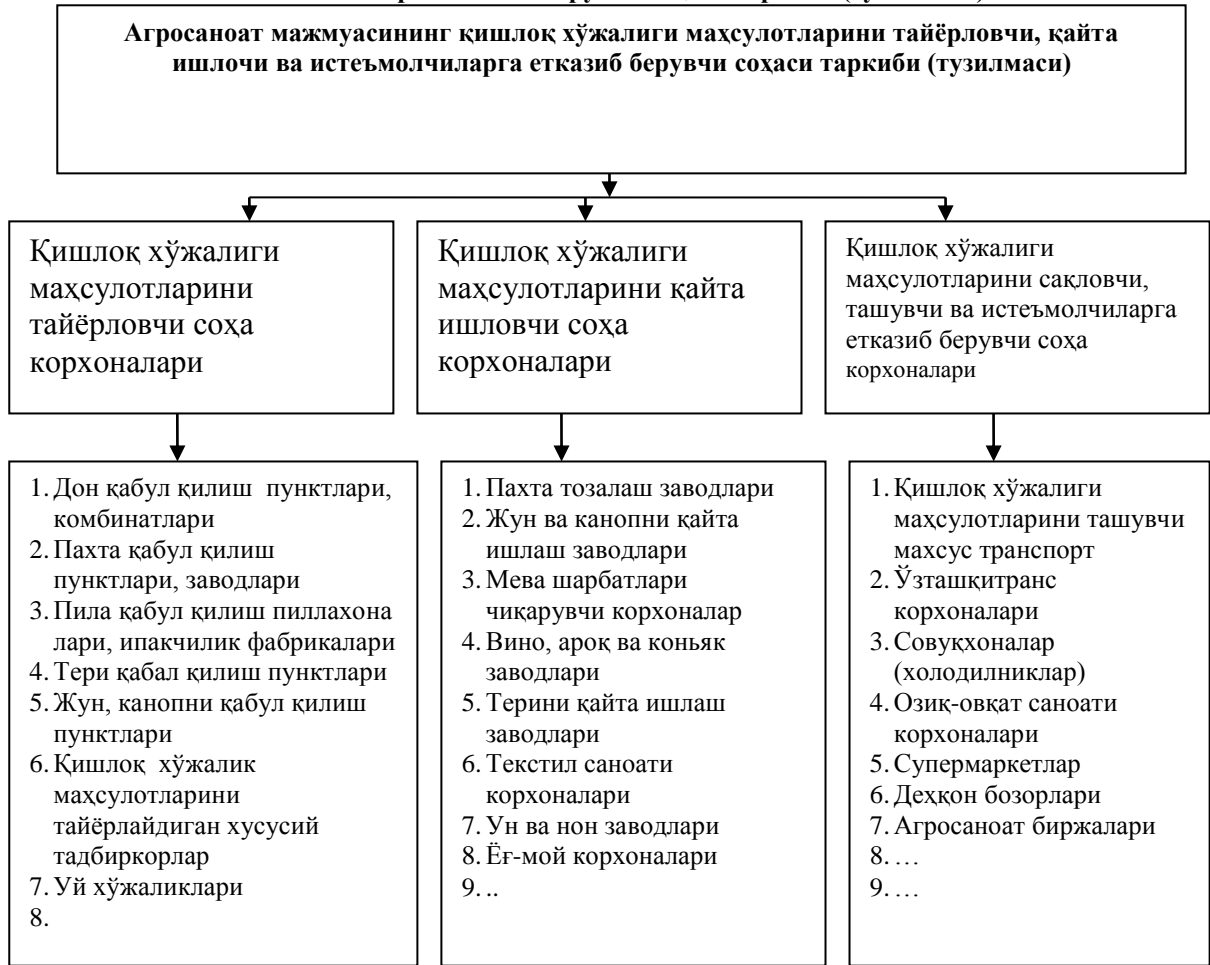 Агросаноат мажмуасининг қишлоқ хўжалиги маҳсулотларини тайёрловчи, қайта
ишлочи ва истеъмолчиларга етказиб берувчи соҳаси таркиби (тузилмаси)
Қишлоқ хўжалиги
маҳсулотларини
тайёрловчи соҳа
корхоналари
Қишлоқ хўжалиги
маҳсулотларини қайта
ишловчи соҳа
корхоналари
Қишлоқ хўжалиги
маҳсулотларини сақловчи,
ташувчи ва истеъмолчиларга
етказиб берувчи соҳа
корхоналари
1. Дон қабул қилиш пунктлари,
комбинатлари
2. Пахта қабул қилиш
пунктлари, заводлари
3. Пила қабул қилиш пиллахона
лари, ипакчилик фабрикалари
4. Тери қабал қилиш пунктлари
5. Жун, канопни қабул қилиш
пунктлари
6. Қишлоқ хўжалик
маҳсулотларини
тайёрлайдиган хусусий
тадбиркорлар
7. Уй хўжаликлари
8.
1. Пахта тозалаш заводлари
2. Жун ва канопни қайта
ишлаш заводлари
3. Мева шарбатлари
чиқарувчи корхоналар
4. Вино, ароқ ва коньяк
заводлари
5. Терини қайта ишлаш
заводлари
6. Текстил саноати
корхоналари
7. Ун ва нон заводлари
8. Ёғ-мой корхоналари
9. ..
1. Қишлоқ хўжалиги
маҳсулотларини ташувчи
махсус транспорт
2. Ўзташқитранс
корхоналари
3. Совуқхоналар
(холодилниклар)
4. Озиқ-овқат саноати
корхоналари
5. Супермаркетлар
6. Деҳқон бозорлари
7. Агросаноат биржалари
8. …
9. …